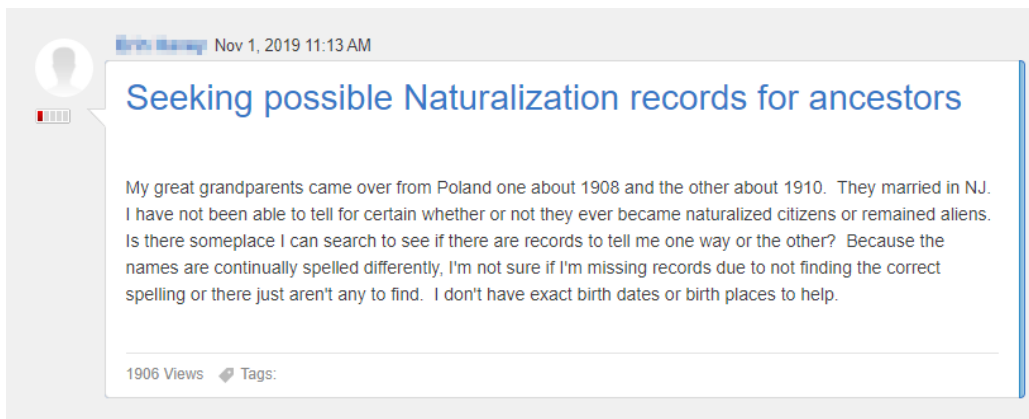 Nov 1, 2019 11:13 AM
Seeking possible Naturalization records for ancestors
My great grandparents came over from Poland one about 1908 and the other about 1910.  They married in NJ.
I have not been able to tell for certain whether or not they ever became naturalized citizens or remained aliens.
Is there someplace I can search to see if there are records to tell me one way or the other?  Because the
names are continually spelled differently, I'm not sure if I'm missing records due to not finding the correct
spelling or there just aren't any to find.  I don't have exact birth dates or birth places to help.
1906 Views Tags: